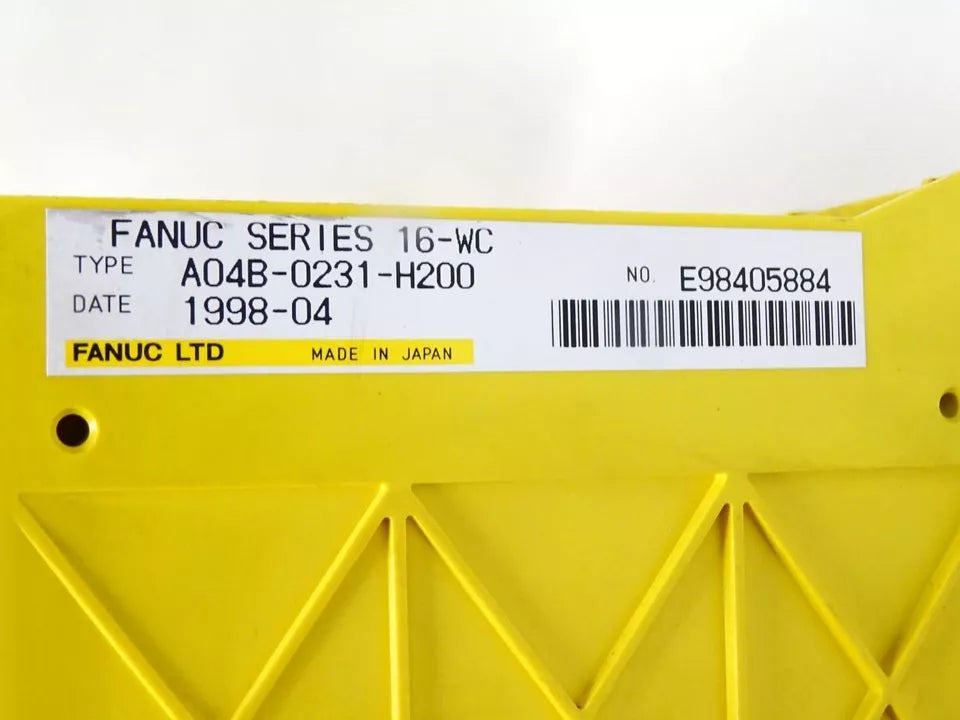 FANUC SERIES 16-WC
TYPE A04B-0231-H200
DATE 1998-04
FANUC LTD MADE IN JAPAN
NO. E98405884